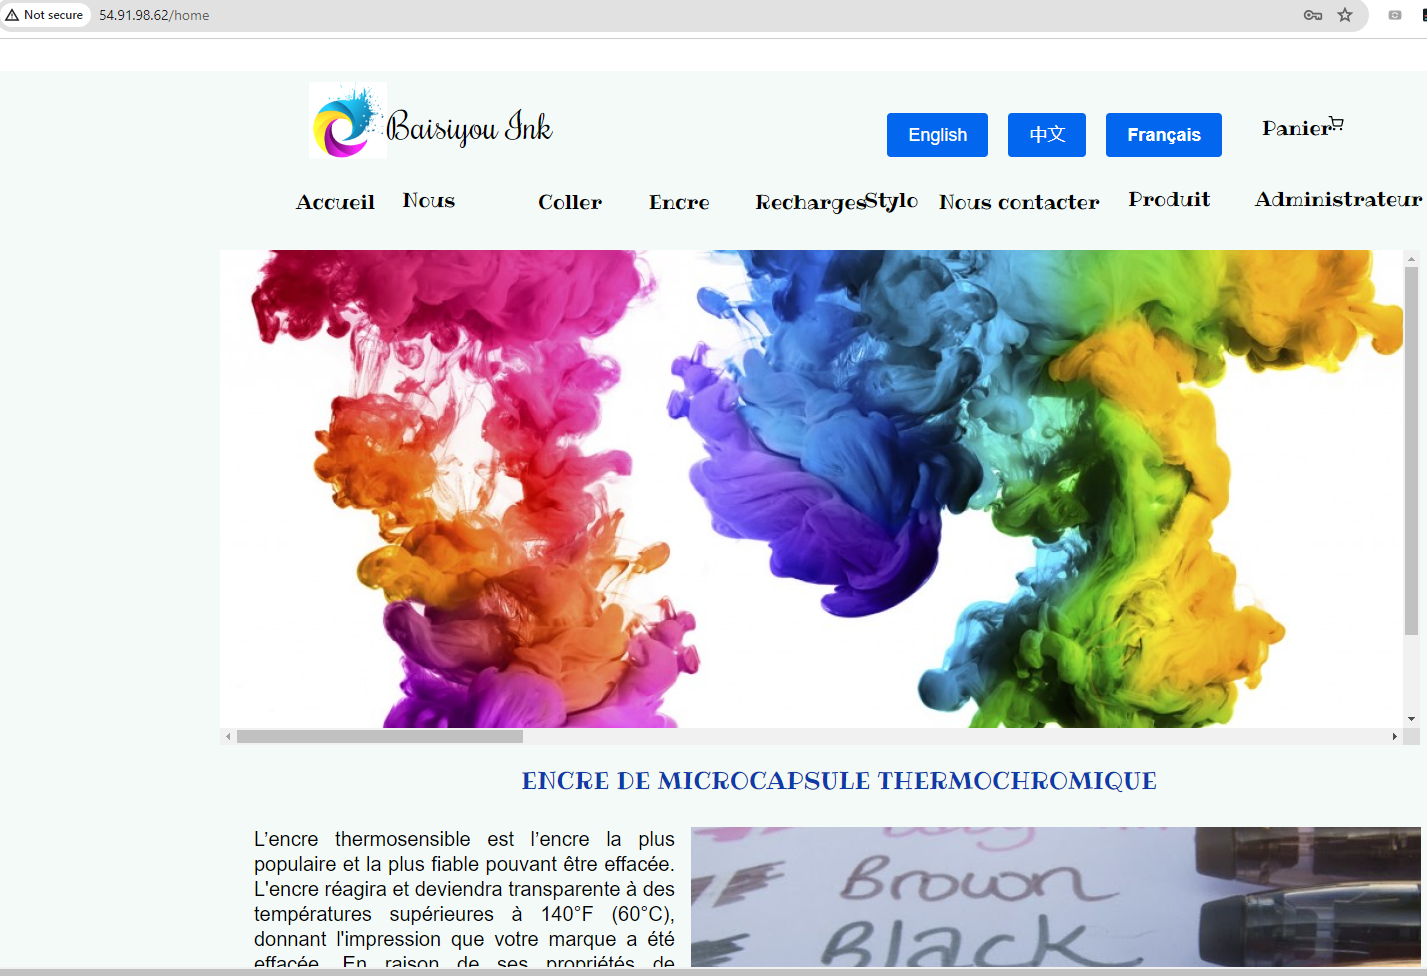 Not secure 54.91.98.62/home
Baisiyou Ink
English 中文 Français Panier
Accueil Nous Coller Encre Recharges Stylo Nous contacter Produit Administrateur
ENCRE DE MICROCAPSULE THERMOCHROMIQUE
L’encre thermosensible est l’encre la plus
populaire et la plus fiable pouvant être effacée.
L'encre réagira et deviendra transparente à des
températures supérieures à 140°F (60°C),
donnant l'impression que votre marque a été
effacée. En raison de ses propriétés de
Brown
Black